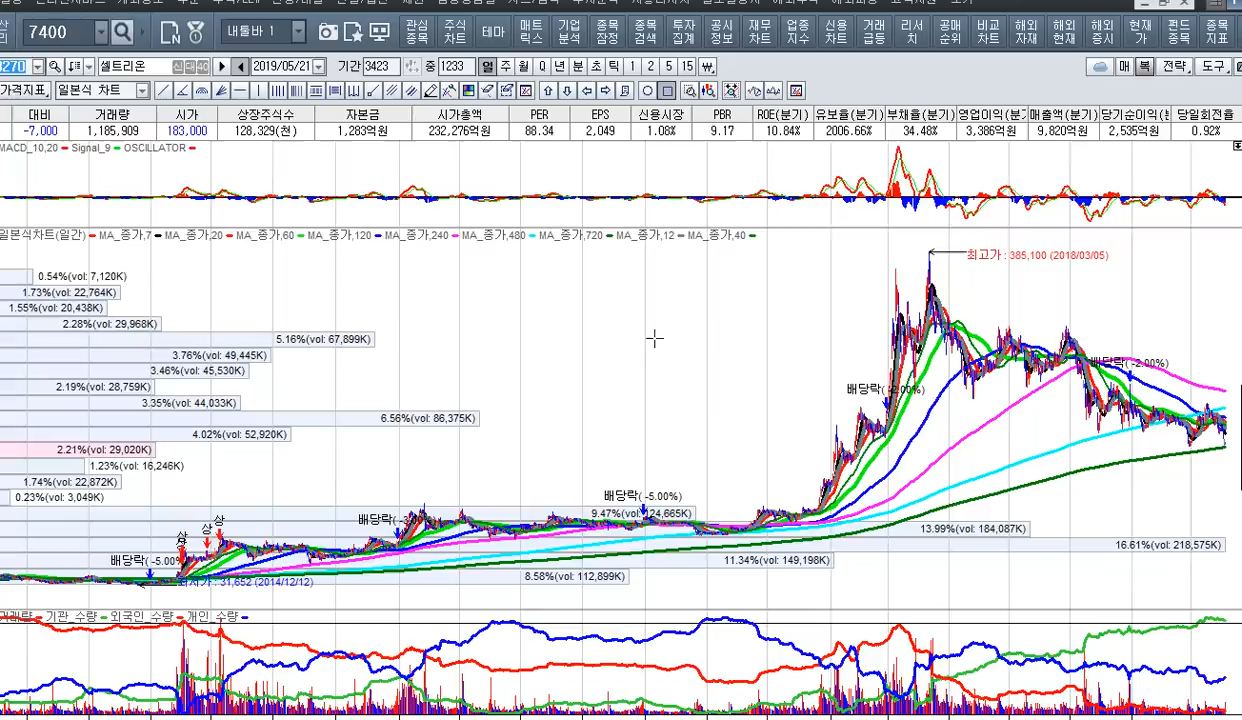 7400 내툴바 1 관심종목 주식차트 테마 매트릭스 기업분석 종목잠정 종목검색 투자집계 공시정보 재무차트 업종지수 신용차트 거래급등 리서치 공매순위 비교차트 해외자재 해외현재 해외증시 현재가 펀드종목 종목지표
셀트리온 2019/05/21 기간 3423 중 1233 일 주 월 Q 년 분 초 틱 1 2 5 15 매 복 전략 도구
가격지표 일본식 차트
대비 거래량 시가 상장주식수 자본금 시가총액 PER EPS 신용시장 PBR ROE(분기) 유보율(분기) 부채율(분기) 영업이익(분기 매출액(분기) 당기순이익(분 당일회전율
-7,000 1,185,909 183,000 128,329(천) 1,283억원 232,276억원 88.34 2,049 1.08% 9.17 10.84% 2006.66% 34.48% 3,386억원 9,820억원 2,535억원 0.92%
MACD_10,20 Signal_9 OSCILLATOR
일본식차트(일간) MA_종가,7 MA_종가,20 MA_종가,60 MA_종가,120 MA_종가,240 MA_종가,480 MA_종가,720 MA_종가,12 MA_종가,40
최고가 : 385,100 (2018/03/05)
0.54%(vol: 7,120K)
1.73%(vol: 22,764K)
1.55%(vol: 20,438K)
2.28%(vol: 29,968K)
5.16%(vol: 67,899K)
3.76%(vol: 49,445K)
배당락( -2.00%)
3.46%(vol: 45,530K)
2.19%(vol: 28,759K)
배당락( -2.00%)
3.35%(vol: 44,033K)
6.56%(vol: 86,375K)
4.02%(vol: 52,920K)
2.21%(vol: 29,020K)
1.23%(vol: 16,246K)
1.74%(vol: 22,872K)
0.23%(vol: 3,049K)
배당락( -5.00%)
9.47%(vol: 124,665K)
상
배당락( -3.00%)
상
13.99%(vol: 184,087K)
상
16.61%(vol: 218,575K)
배당락( -5.00%)
11.34%(vol: 149,198K)
8.58%(vol: 112,899K)
31,652 (2014/12/12)
거래량 기관_수량 외국인_수량 개인_수량